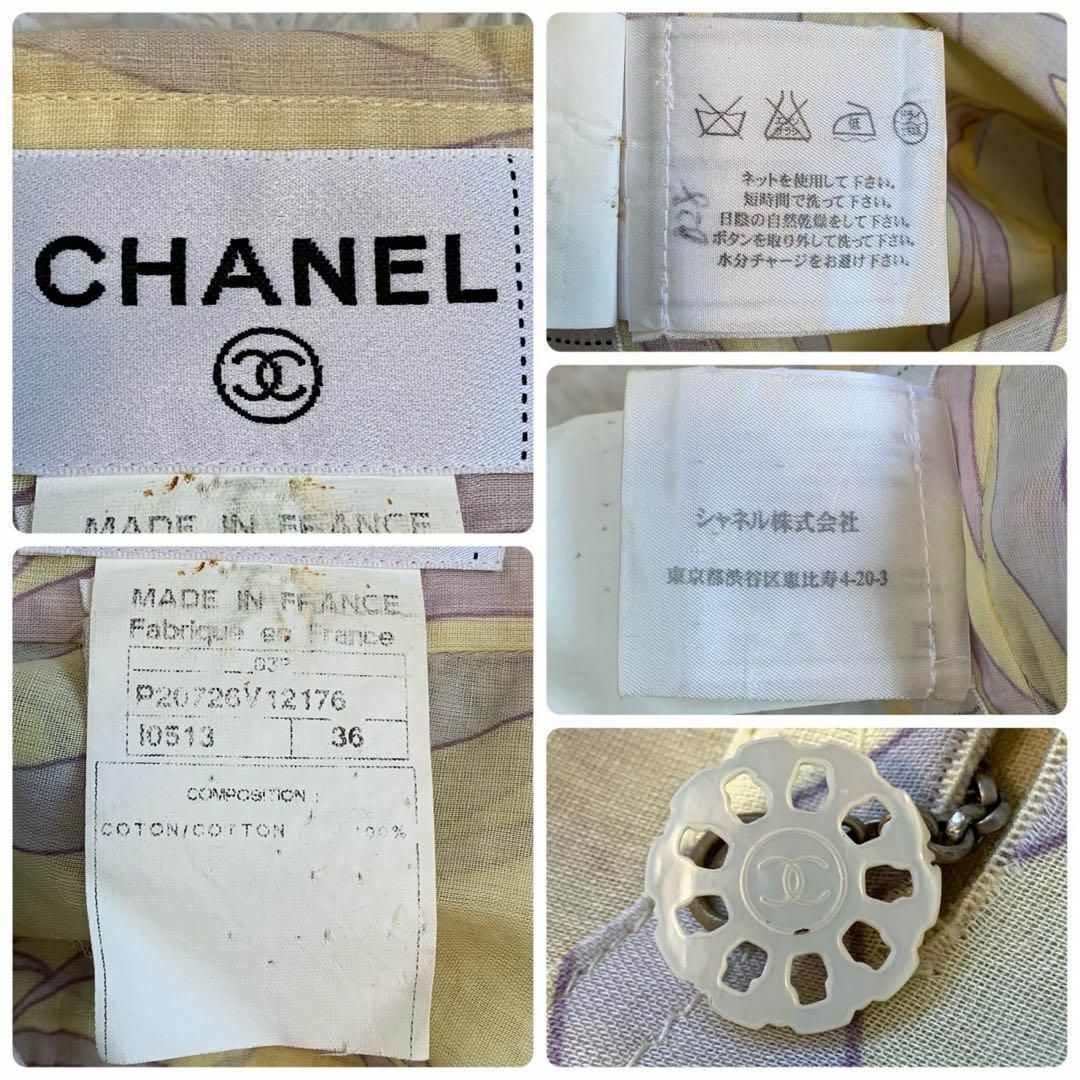 CHANEL
MADE IN FRANCE
MADE IN FRANCE
Fabriqué en France
P20726V12176
I0513 36
COMPOSITION :
COTON/COTTON 100%
低
ドライ
ネットを使用して下さい。
短時間で洗って下さい。
日陰の自然乾燥をして下さい。
ボタンを取り外して洗って下さい。
水分チャージをお避け下さい。
シャネル株式会社
東京都渋谷区恵比寿4-20-3